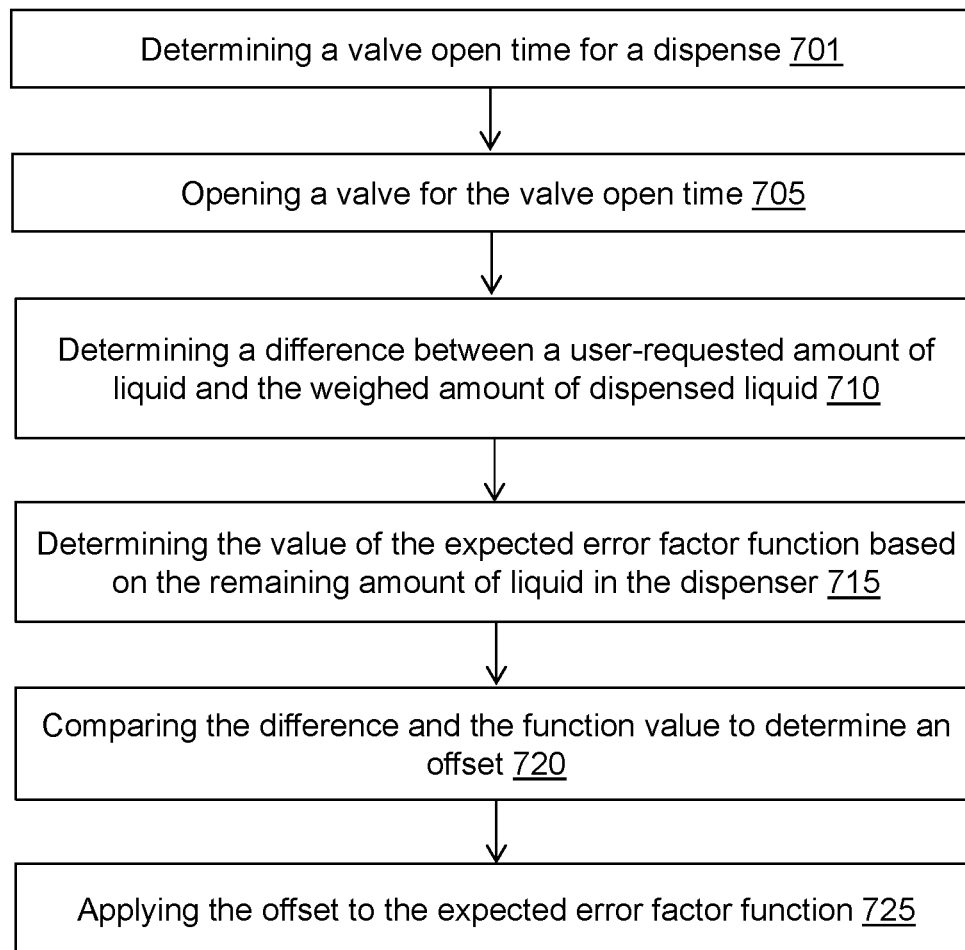 Determining a valve open time for a dispense 701
Opening a valve for the valve open time 705
Determining a difference between a user-requested amount of
liquid and the weighed amount of dispensed liquid 710
Determining the value of the expected error factor function based
on the remaining amount of liquid in the dispenser 715
Comparing the difference and the function value to determine an
offset 720
Applying the offset to the expected error factor function 725